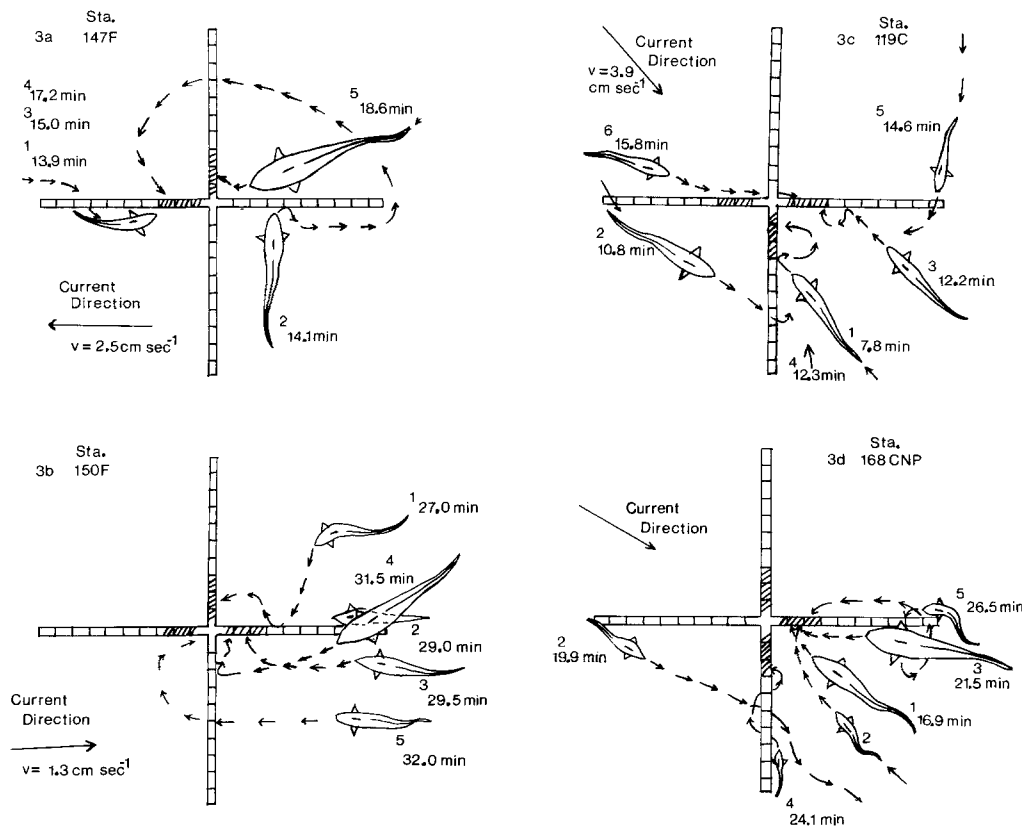 Sta.
3a 147F
4
17.2 min
3
15.0 min
1
13.9 min
5
18.6 min
2
14.1 min
Current
Direction
v = 2.5 cm sec-1
Sta.
3c 119C
Current
Direction
v = 3.9
cm sec-1
5
14.6 min
6
15.8 min
2
10.8 min
3
12.2 min
1
7.8 min
4
12.3 min
Sta.
3b 150F
1
27.0 min
4
31.5 min
2
29.0 min
3
29.5 min
5
32.0 min
Current
Direction
v = 1.3 cm sec-1
Sta.
3d 168 CNP
Current
Direction
5
26.5 min
2
19.9 min
3
21.5 min
1
16.9 min
2
4
24.1 min